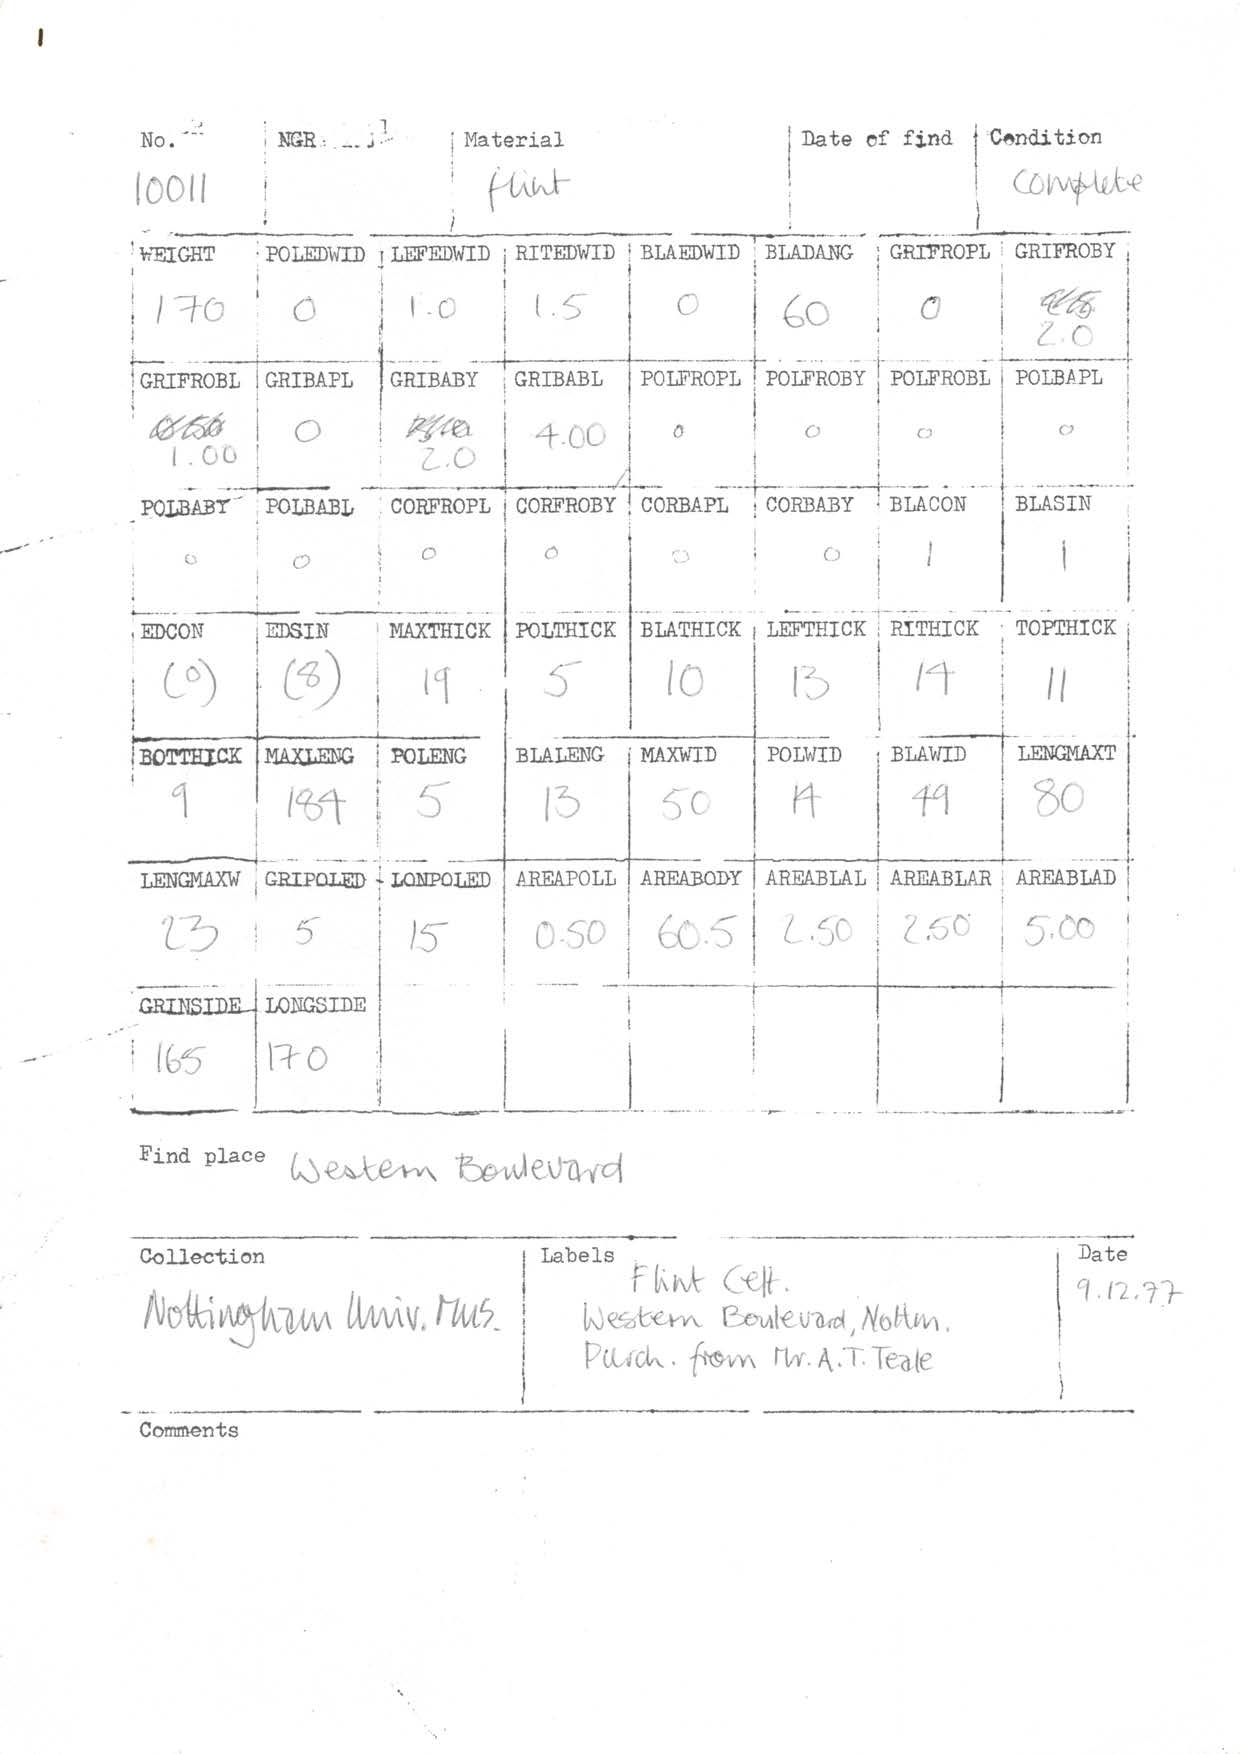 1
No. NGR Material Date of find Condition
10011 flint complete
WEIGHT POLEDWID LEFEDWID RITEDWID BLAEDWID BLADANG GRIFROPL GRIFROBY
170 0 1.0 1.5 0 60 0
2.0
GRIFROBL GRIBAPL GRIBABY GRIBABL POLFROPL POLFROBY POLFROBL POLBAPL
0 4.00 0 0 0 0
1.00 2.0
POLBABY POLBABL CORFROPL CORFROBY CORBAPL CORBABY BLACON BLASIN
0 0 0 0 0 0 1 1
EDCON EDSIN MAXTHICK POLTHICK BLATHICK LEFTHICK RITHICK TOPTHICK
(0) (8) 19 5 10 13 14 11
BOTTHICK MAXLENG POLENG BLALENG MAXWID POLWID BLAWID LENGMAXT
9 184 5 13 50 14 49 80
LENGMAXW GRIPOLED LONPOLED AREAPOLL AREABODY AREABLAL AREABLAR AREABLAD
23 5 15 0.50 60.5 2.50 2.50 5.00
GRINSIDE LONGSIDE
165 170
Find place Western Boulevard
Collection Labels Date
Flint Celt. 9.12.77
Nottingham Univ. Mus. Western Boulevard, Nottm.
Purch. from Mr. A.T. Teale
Comments